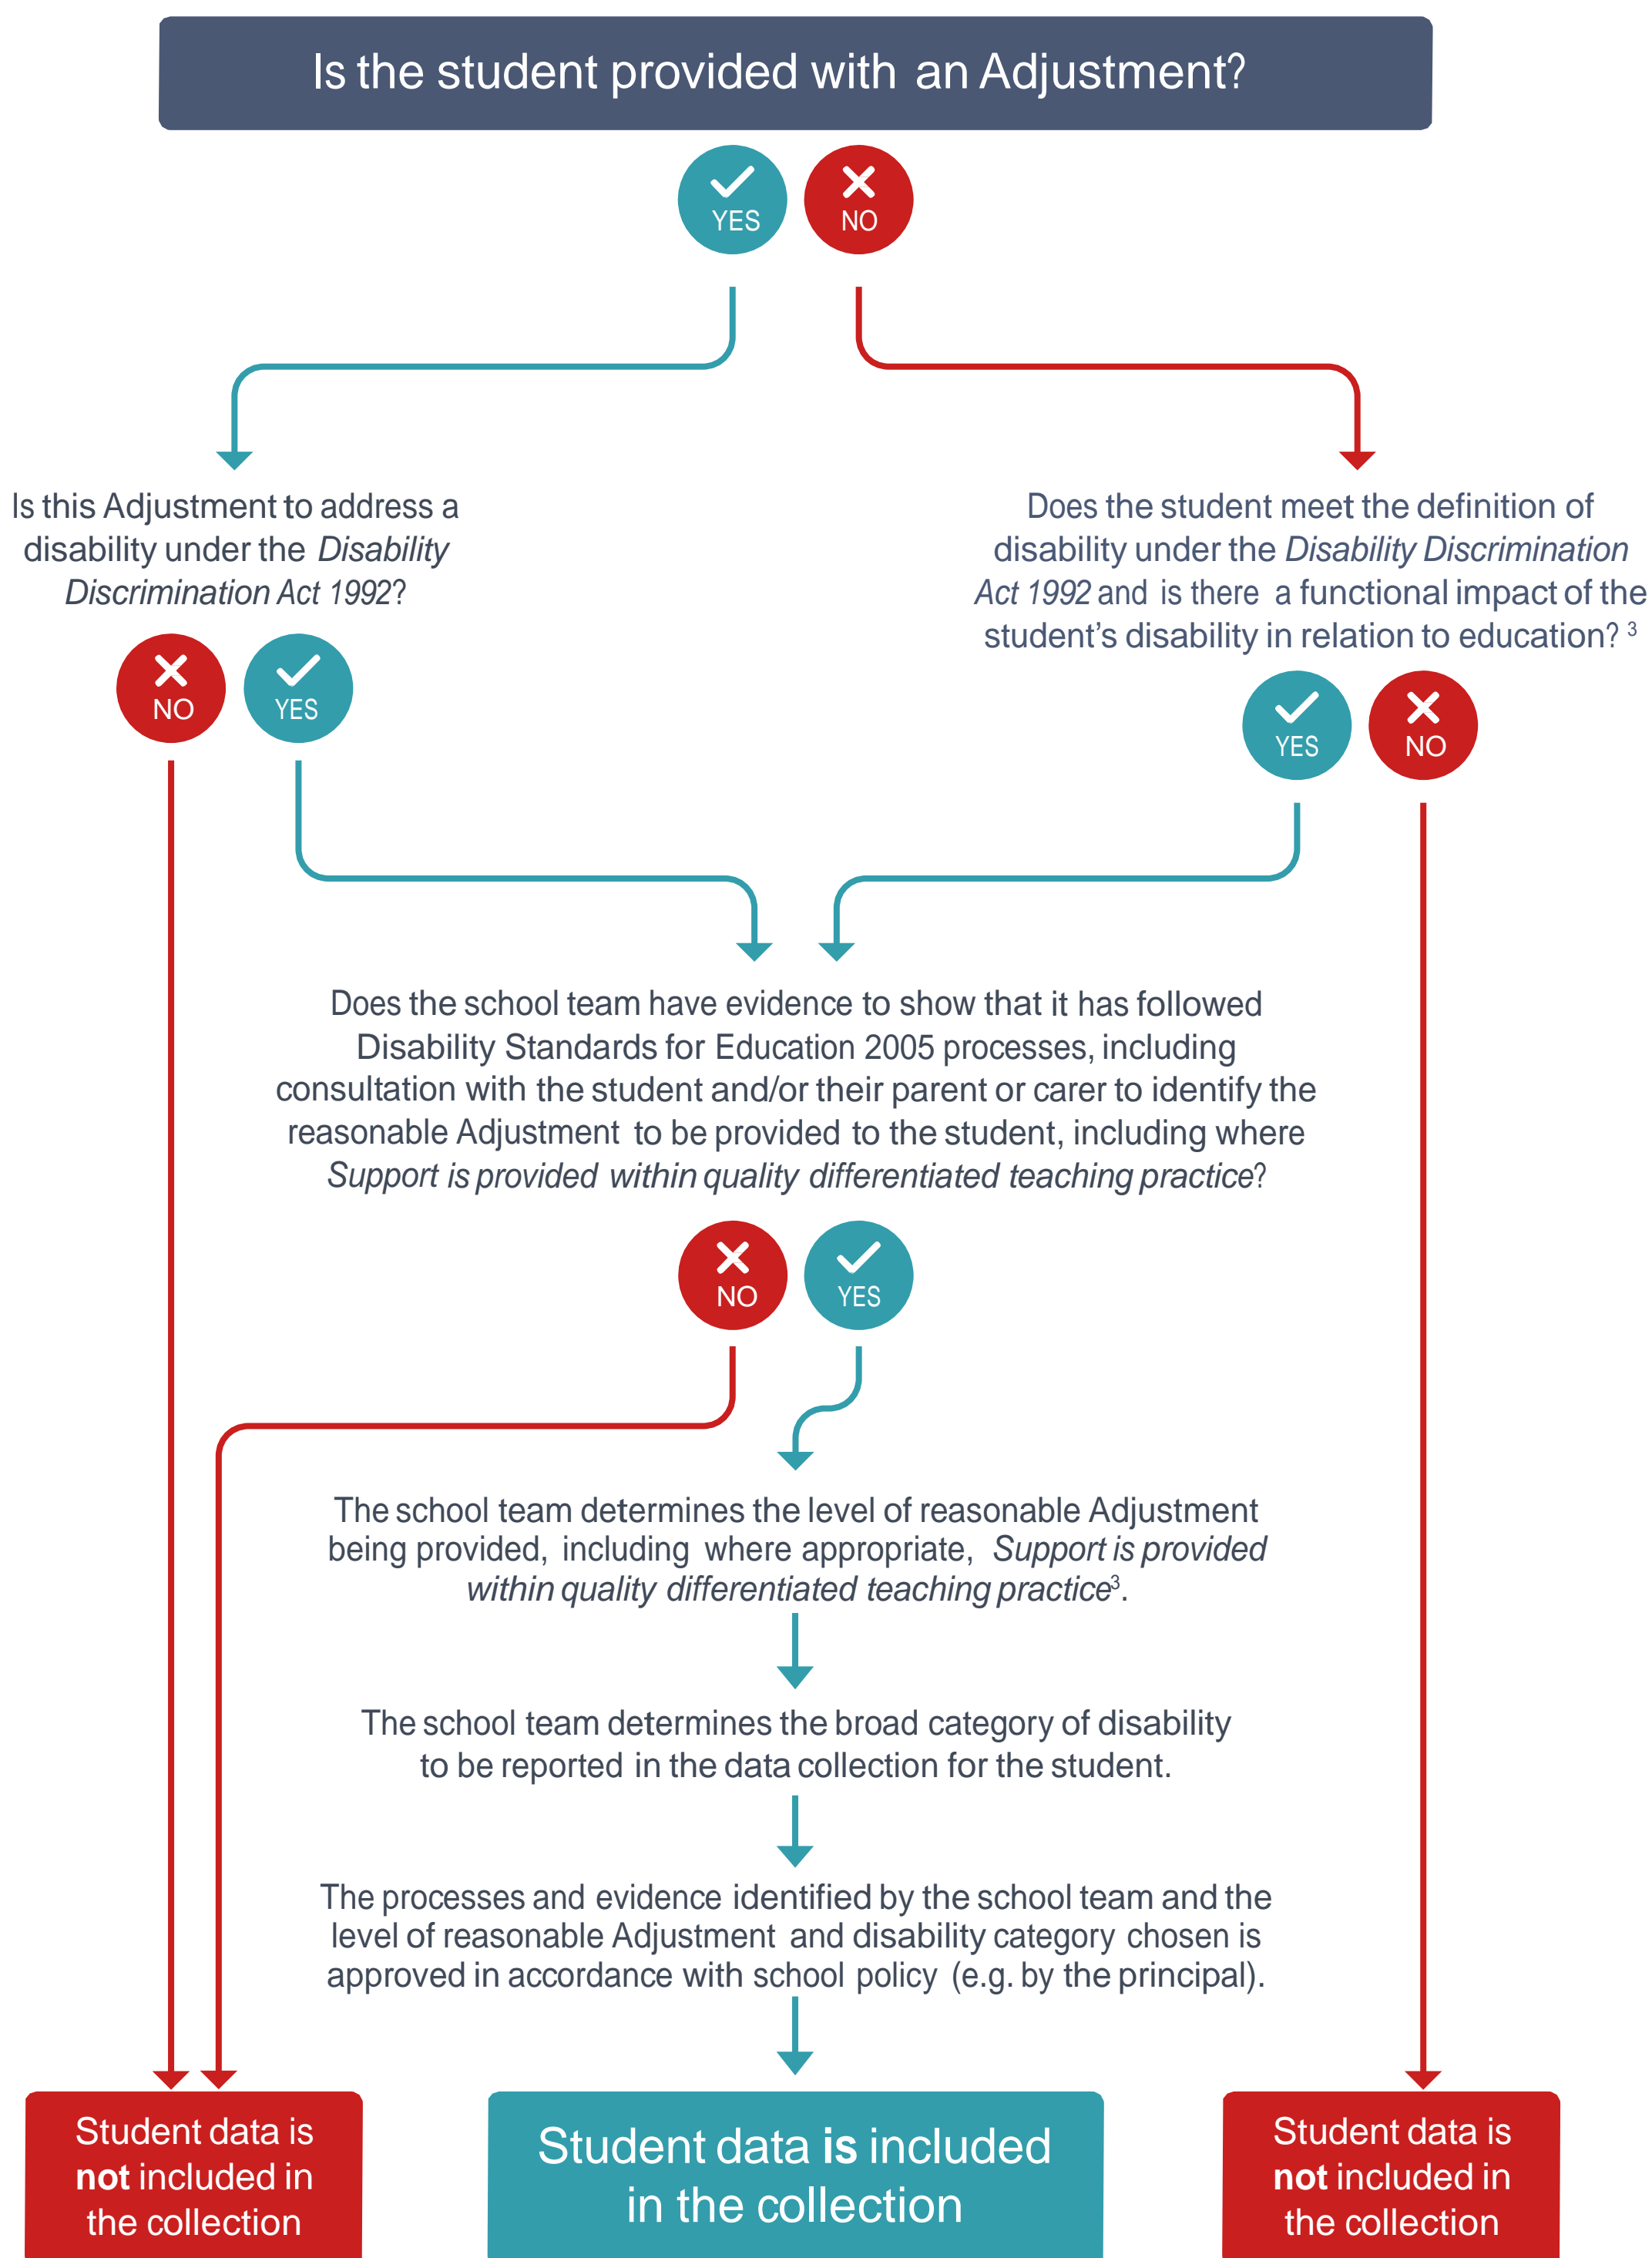 Is the student provided with an Adjustment?
YES
NO
Is this Adjustment to address a
disability under the Disability
Discrimination Act 1992?
NO
YES
Does the student meet the definition of
disability under the Disability Discrimination
Act 1992 and is there a functional impact of the
student’s disability in relation to education? 3
YES
NO
Does the school team have evidence to show that it has followed
Disability Standards for Education 2005 processes, including
consultation with the student and/or their parent or carer to identify the
reasonable Adjustment to be provided to the student, including where
Support is provided within quality differentiated teaching practice?
NO
YES
The school team determines the level of reasonable Adjustment
being provided, including where appropriate, Support is provided
within quality differentiated teaching practice3.
The school team determines the broad category of disability
to be reported in the data collection for the student.
The processes and evidence identified by the school team and the
level of reasonable Adjustment and disability category chosen is
approved in accordance with school policy (e.g. by the principal).
Student data is
not included in
the collection
Student data is included
in the collection
Student data is
not included in
the collection